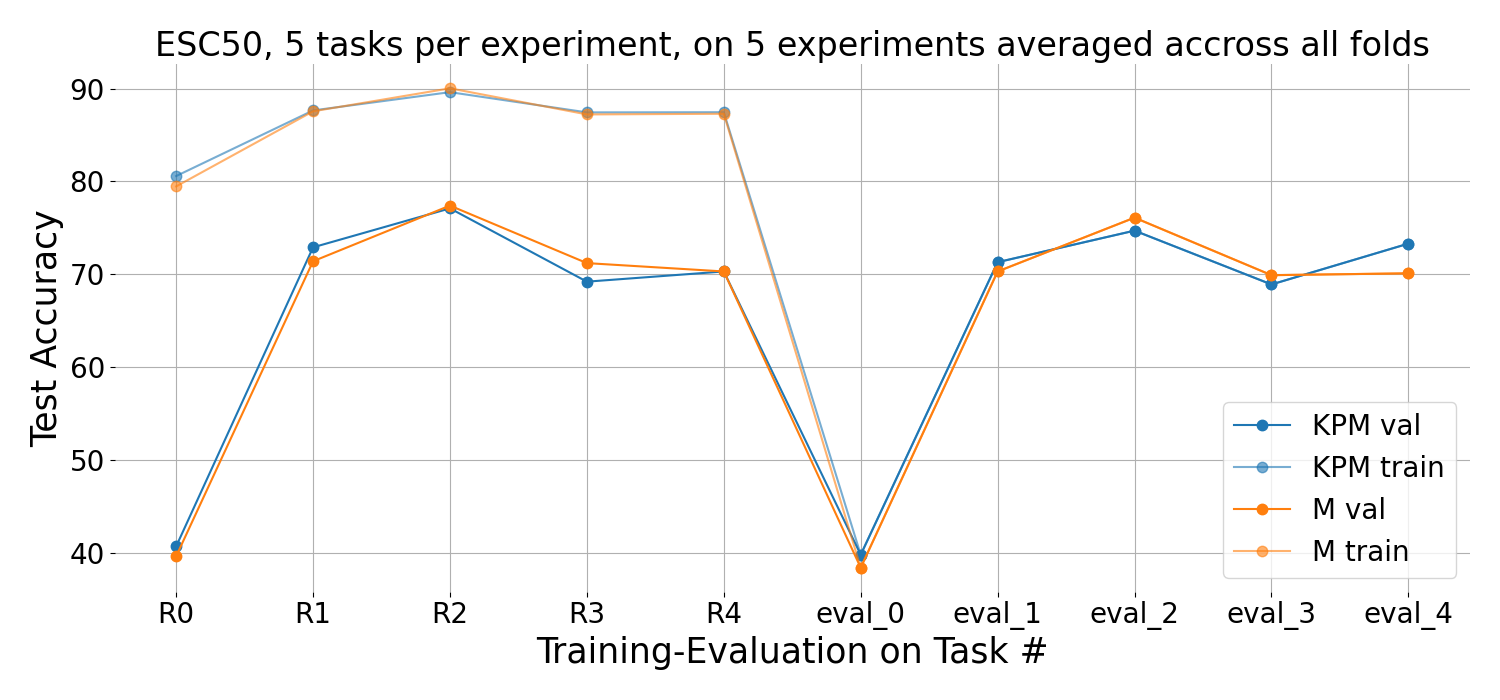 ESC50, 5 tasks per experiment, on 5 experiments averaged accross all folds
90
80
70
60
50
40
Test Accuracy
R0 R1 R2 R3 R4 eval_0 eval_1 eval_2 eval_3 eval_4
Training-Evaluation on Task #
KPM val
KPM train
M val
M train